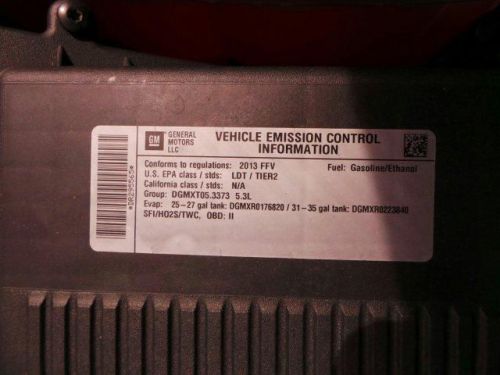 GM
GENERAL
MOTORS
LLC
VEHICLE EMISSION CONTROL
INFORMATION
Conforms to regulations: 2013 FFV Fuel: Gasoline/Ethanol
U.S. EPA class / stds: LDT / TIER2
California class / stds: N/A
Group: DGMXT05.3373 5.3L
Evap: 25-27 gal tank: DGMXR0176820 / 31-35 gal tank: DGMXR0223840
SFI/HO2S/TWC, OBD: II
*DR295565*